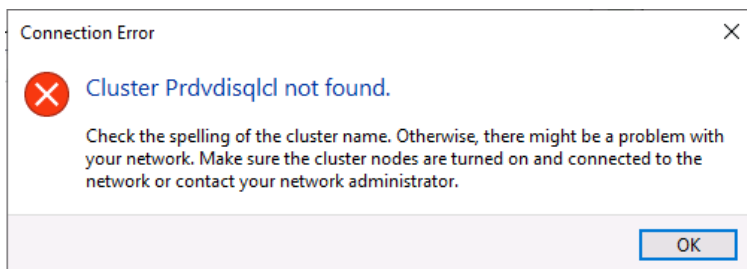 Connection Error
Cluster Prdvdisqlcl not found.
Check the spelling of the cluster name. Otherwise, there might be a problem with
your network. Make sure the cluster nodes are turned on and connected to the
network or contact your network administrator.
OK